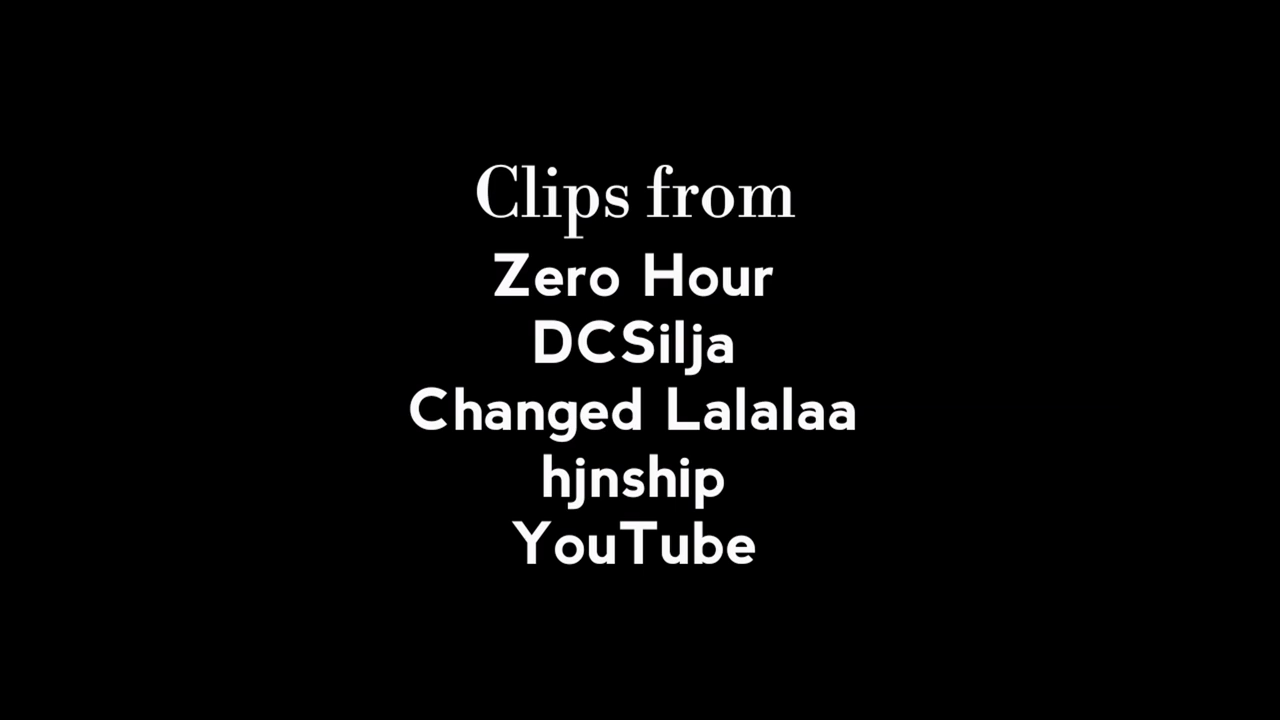 Clips from
Zero Hour
DCSilja
Changed Lalalaa
hjnship
YouTube